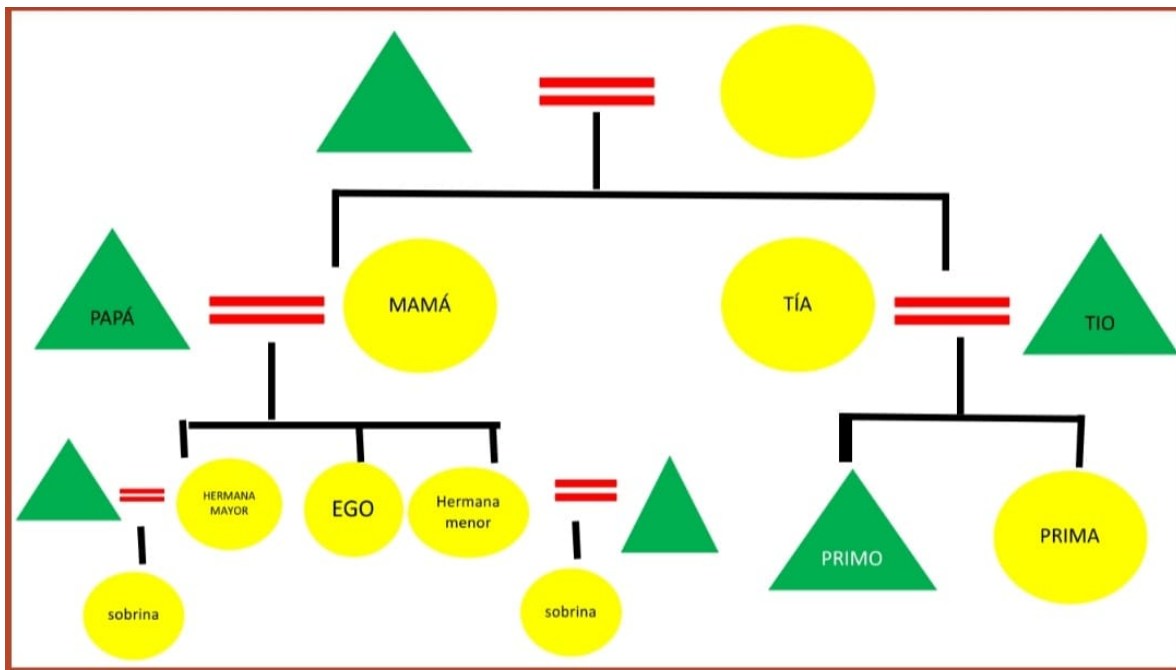 PAPÁ
MAMÁ
TÍA
TIO
HERMANA
MAYOR
EGO
Hermana
menor
PRIMO
PRIMA
sobrina
sobrina